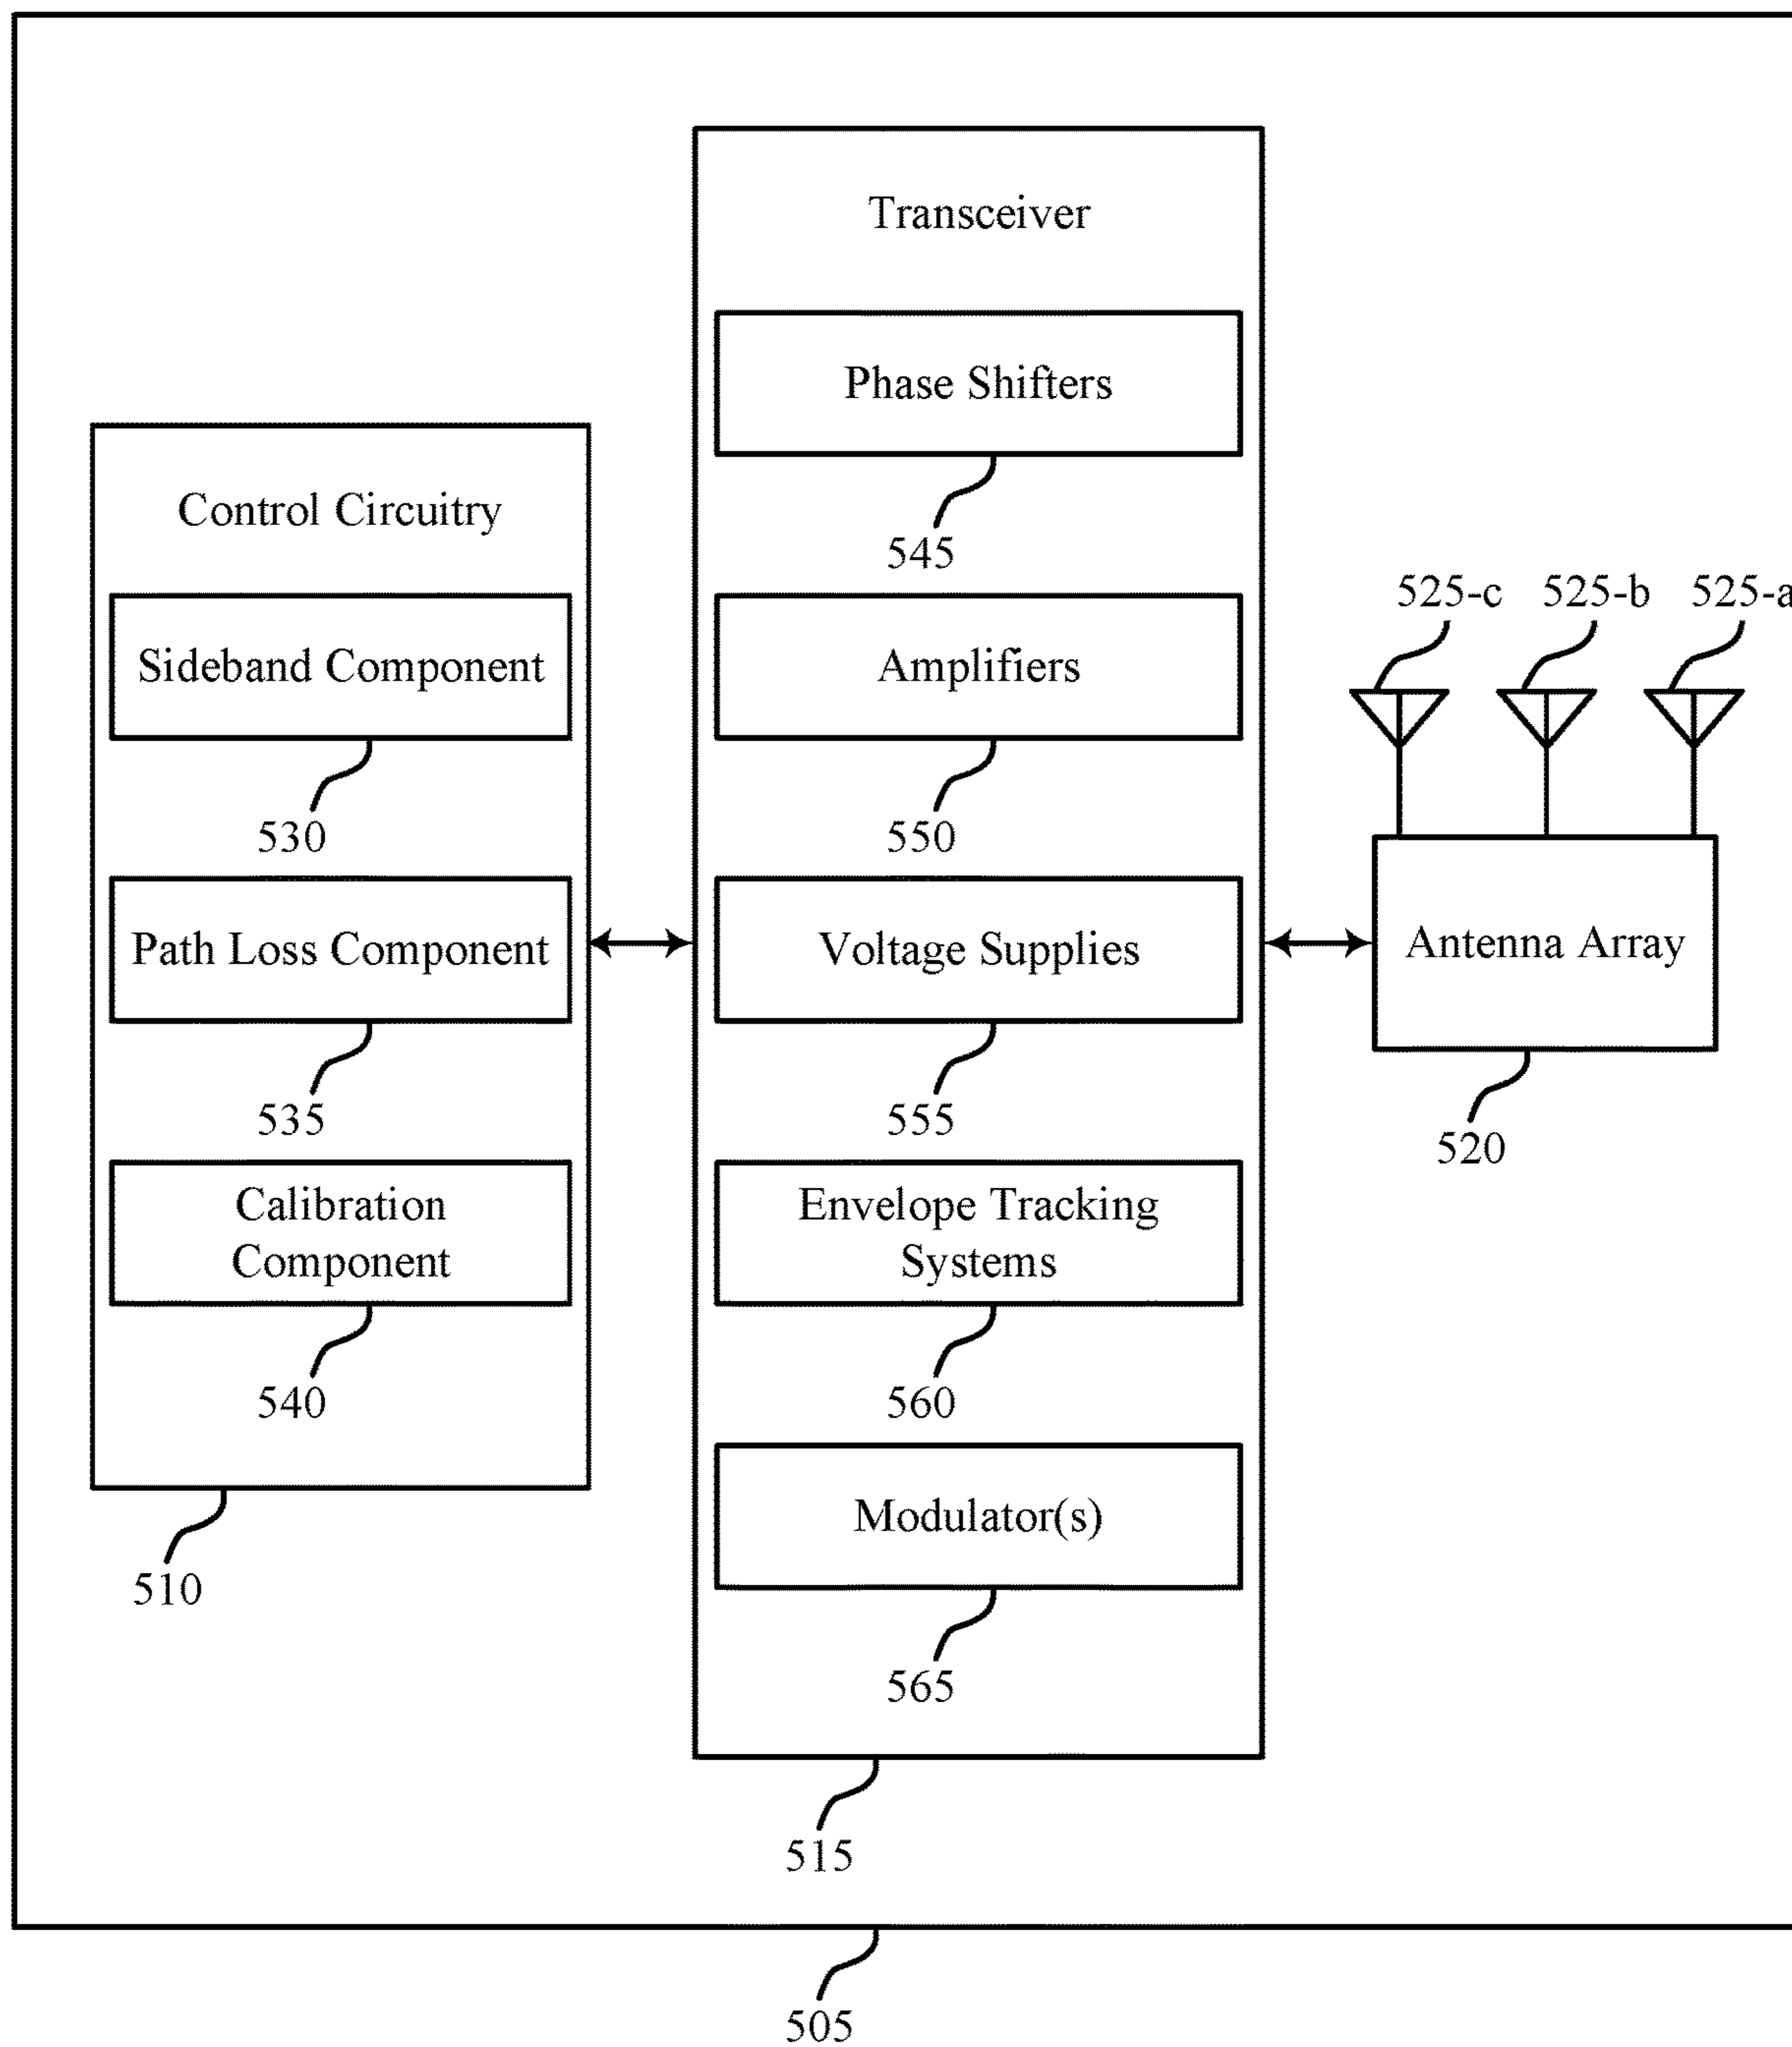 Transceiver
Phase Shifters
545
Control Circuitry
Sideband Component
530
Amplifiers
550
525-c 525-b 525-a
Path Loss Component
535
Voltage Supplies
555
Antenna Array
520
Calibration
Component
540
Envelope Tracking
Systems
560
Modulator(s)
565
510
515
505